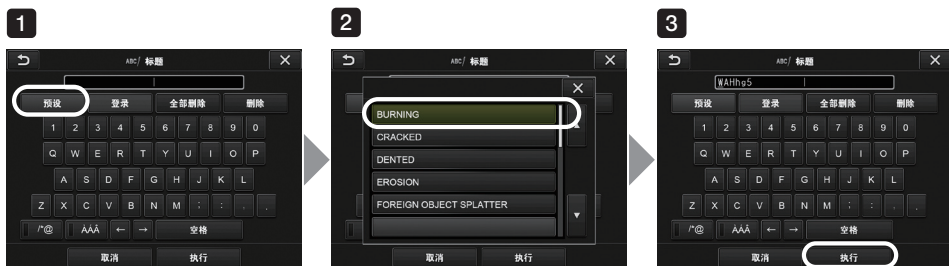 1
ABC/ 标题
预设 登录 全部删除 删除
1 2 3 4 5 6 7 8 9 0
Q W E R T Y U I O P
A S D F G H J K L
Z X C V B N M ; : . ,
/*@ ÀÁÂ ← → 空格
取消 执行
2
ABC/ 标题
BURNING
CRACKED
DENTED
EROSION
FOREIGN OBJECT SPLATTER
取消 执行
3
ABC/ 标题
WAHhg5
预设 登录 全部删除 删除
1 2 3 4 5 6 7 8 9 0
Q W E R T Y U I O P
A S D F G H J K L
Z X C V B N M ; : . ,
/*@ ÀÁÂ ← → 空格
取消 执行